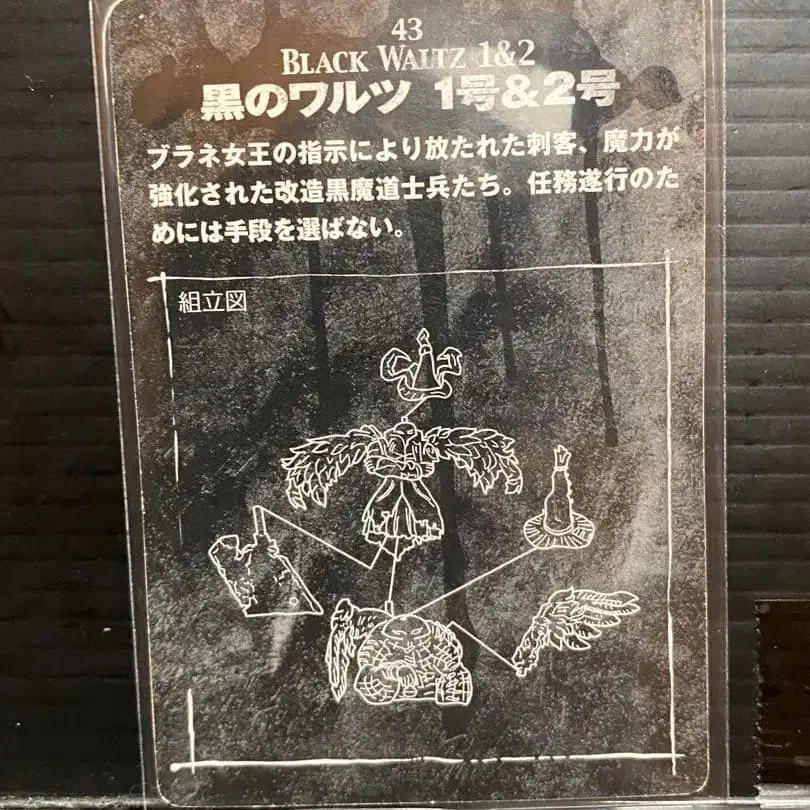 43
BLACK WALTZ 1&2
黒のワルツ 1号&2号
ブラネ女王の指示により放たれた刺客、魔力が
強化された改造黒魔道士兵たち。任務遂行のた
めには手段を選ばない。
組立図